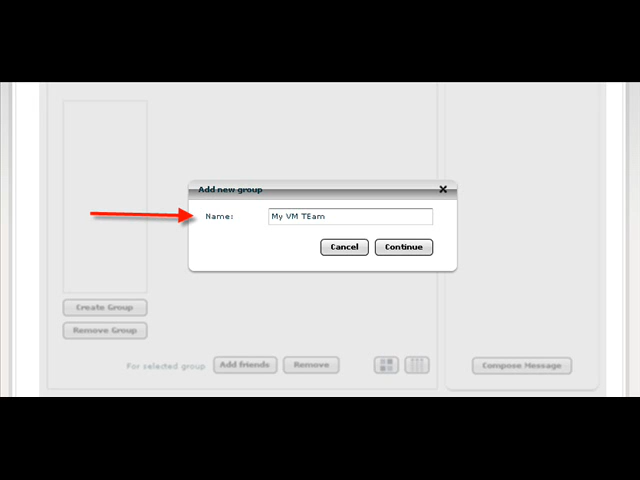 Add new group
Name: My VM TEam
Cancel Continue
Create Group
Remove Group
For selected group Add friends Remove
Compose Message